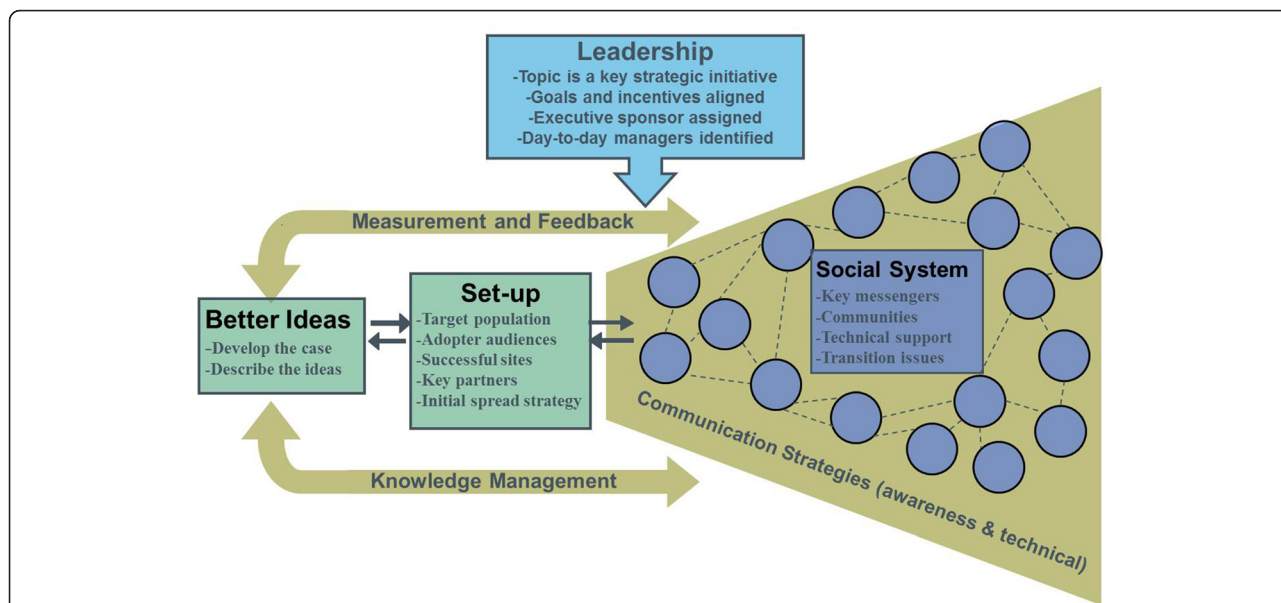 Leadership
-Topic is a key strategic initiative
-Goals and incentives aligned
-Executive sponsor assigned
-Day-to-day managers identified
Measurement and Feedback
Better Ideas
-Develop the case
-Describe the ideas
Set-up
-Target population
-Adopter audiences
-Successful sites
-Key partners
-Initial spread strategy
Social System
-Key messengers
-Communities
-Technical support
-Transition issues
Knowledge Management
Communication Strategies (awareness & technical)